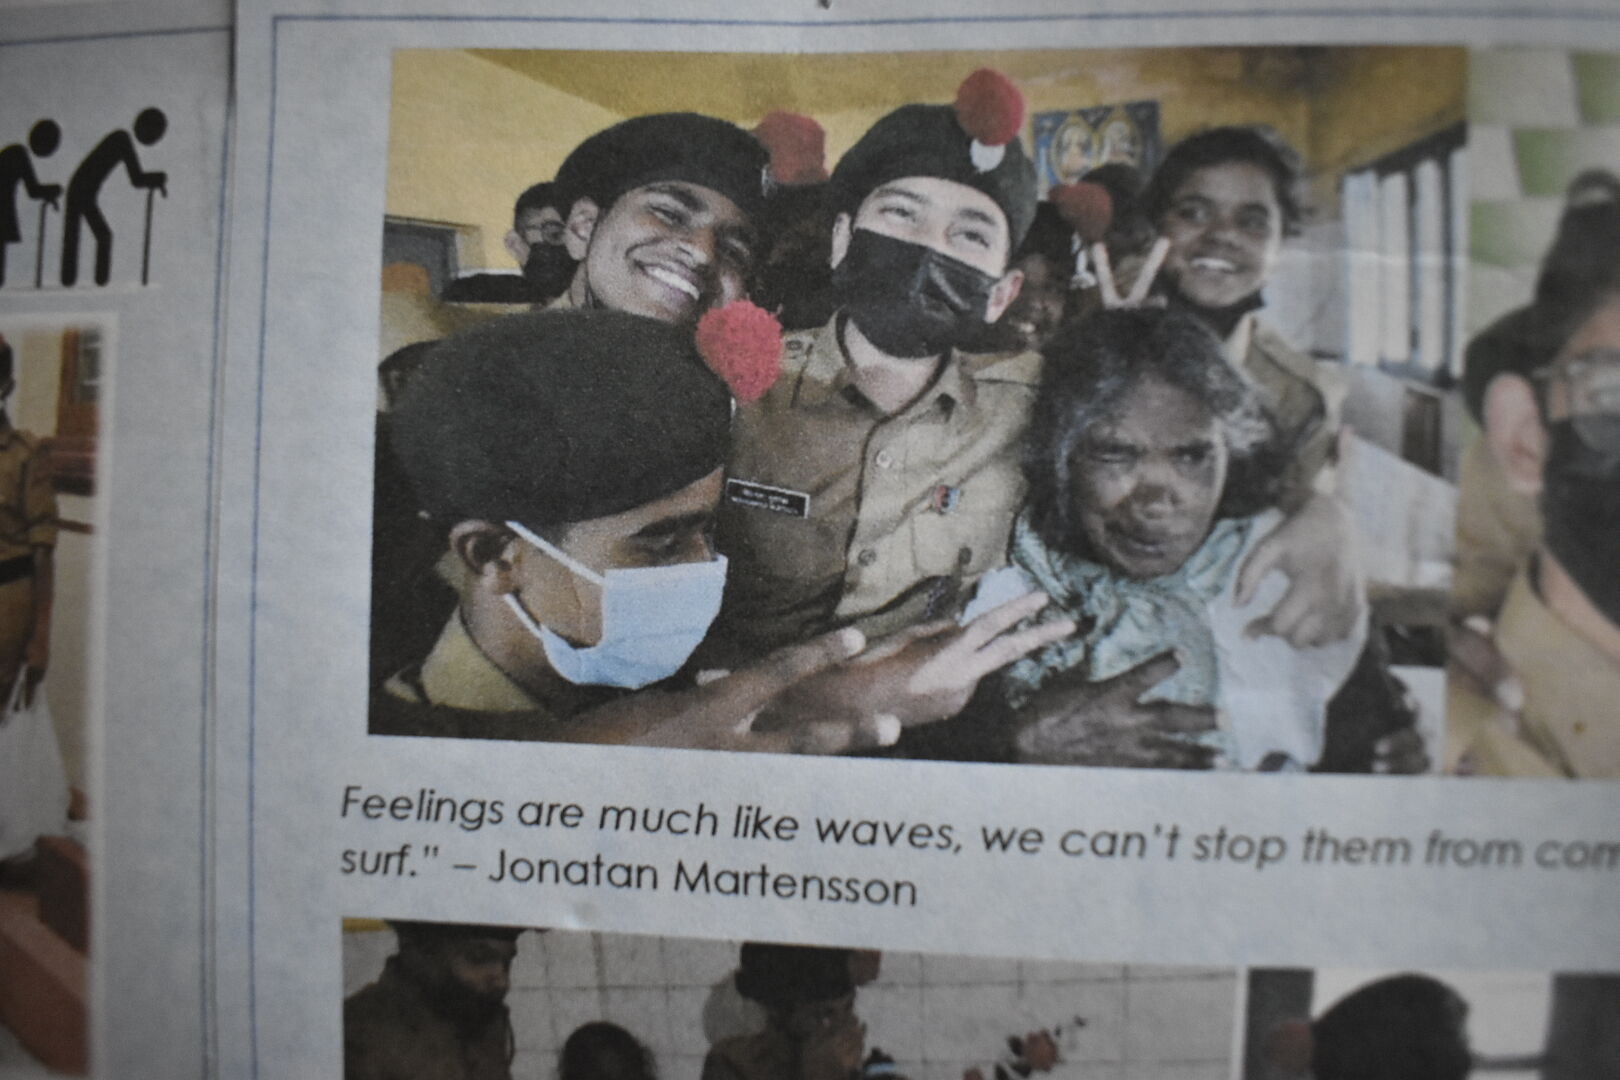 Feelings are much like waves, we can't stop them from com
surf." – Jonatan Martensson